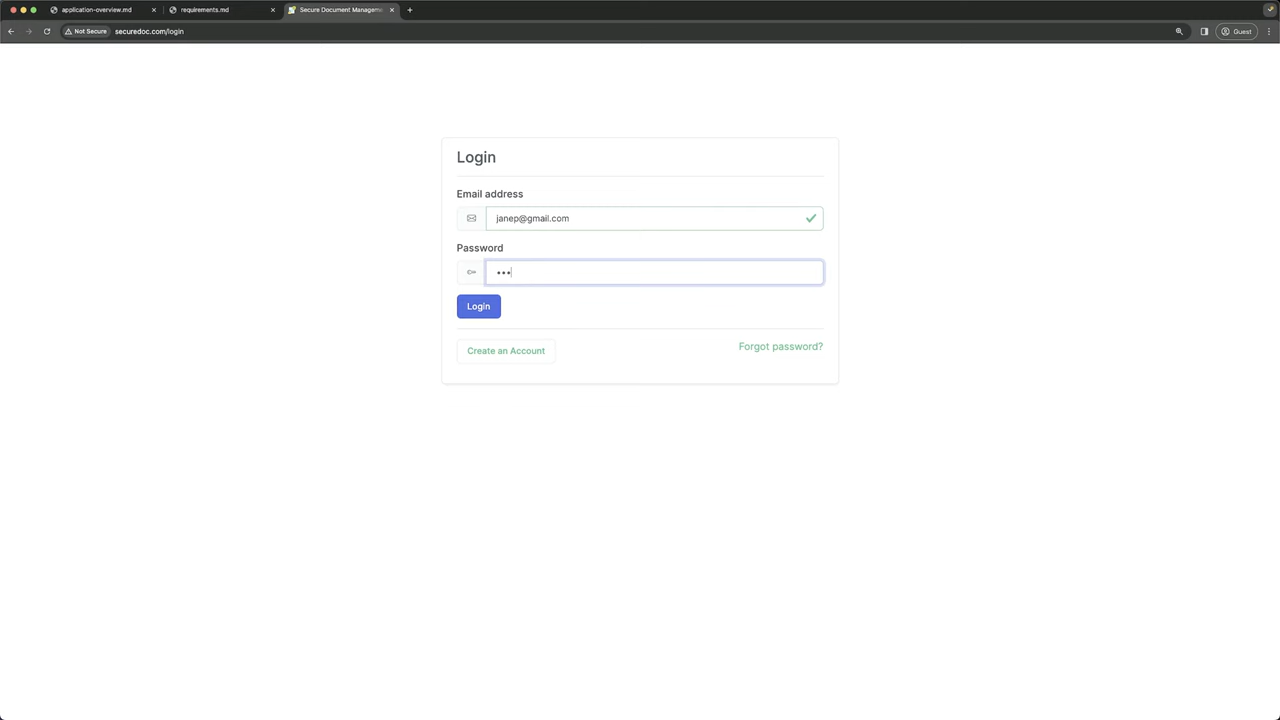 application-overview.md
requirements.md
Secure Document Managem
Not Secure
securedoc.com/login
Guest
Login
Email address
janep@gmail.com
Password
•••
Login
Create an Account
Forgot password?